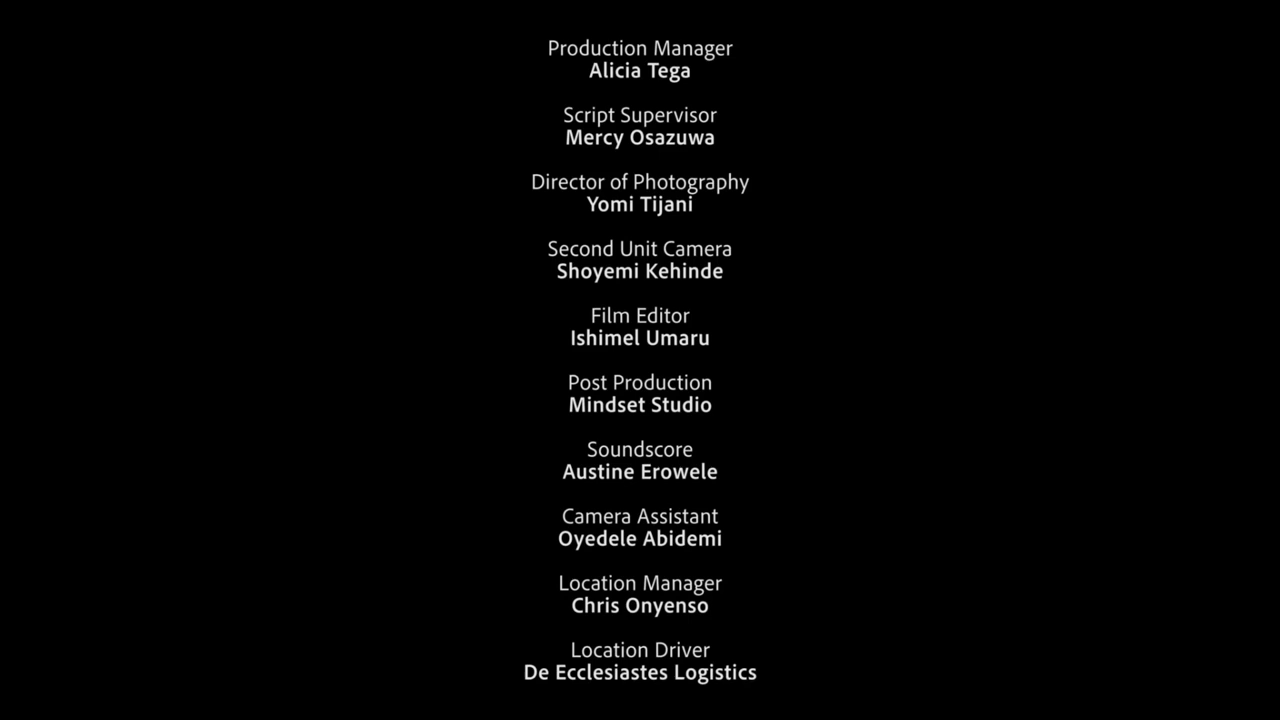 Production Manager
Alicia Tega
Script Supervisor
Mercy Osazuwa
Director of Photography
Yomi Tijani
Second Unit Camera
Shoyemi Kehinde
Film Editor
Ishimel Umaru
Post Production
Mindset Studio
Soundscore
Austine Erowele
Camera Assistant
Oyedele Abidemi
Location Manager
Chris Onyenso
Location Driver
De Ecclesiastes Logistics